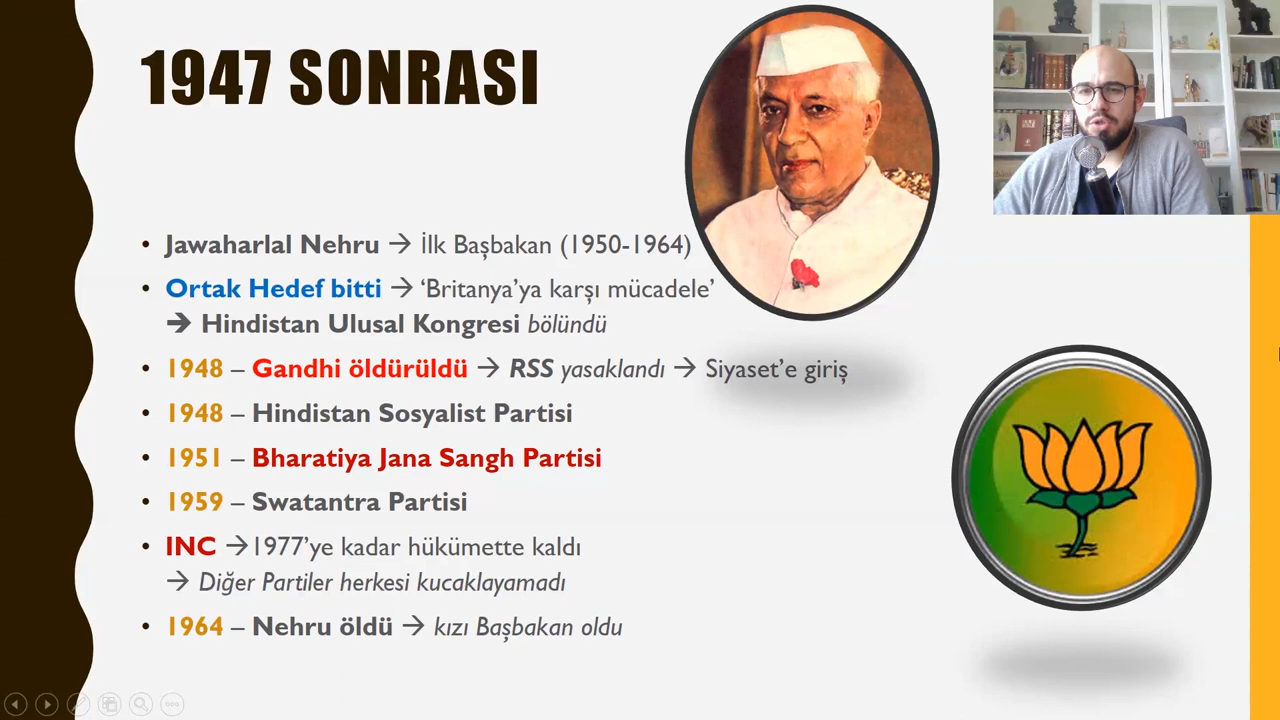 1947 SONRASI
• Jawaharlal Nehru → İlk Başbakan (1950-1964)
• Ortak Hedef bitti → ‘Britanya’ya karşı mücadele’
→ Hindistan Ulusal Kongresi bölündü
• 1948 – Gandhi öldürüldü → RSS yasaklandı → Siyaset’e giriş
• 1948 – Hindistan Sosyalist Partisi
• 1951 – Bharatiya Jana Sangh Partisi
• 1959 – Swatantra Partisi
• INC →1977’ye kadar hükümette kaldı
→ Diğer Partiler herkesi kucaklayamadı
• 1964 – Nehru öldü → kızı Başbakan oldu